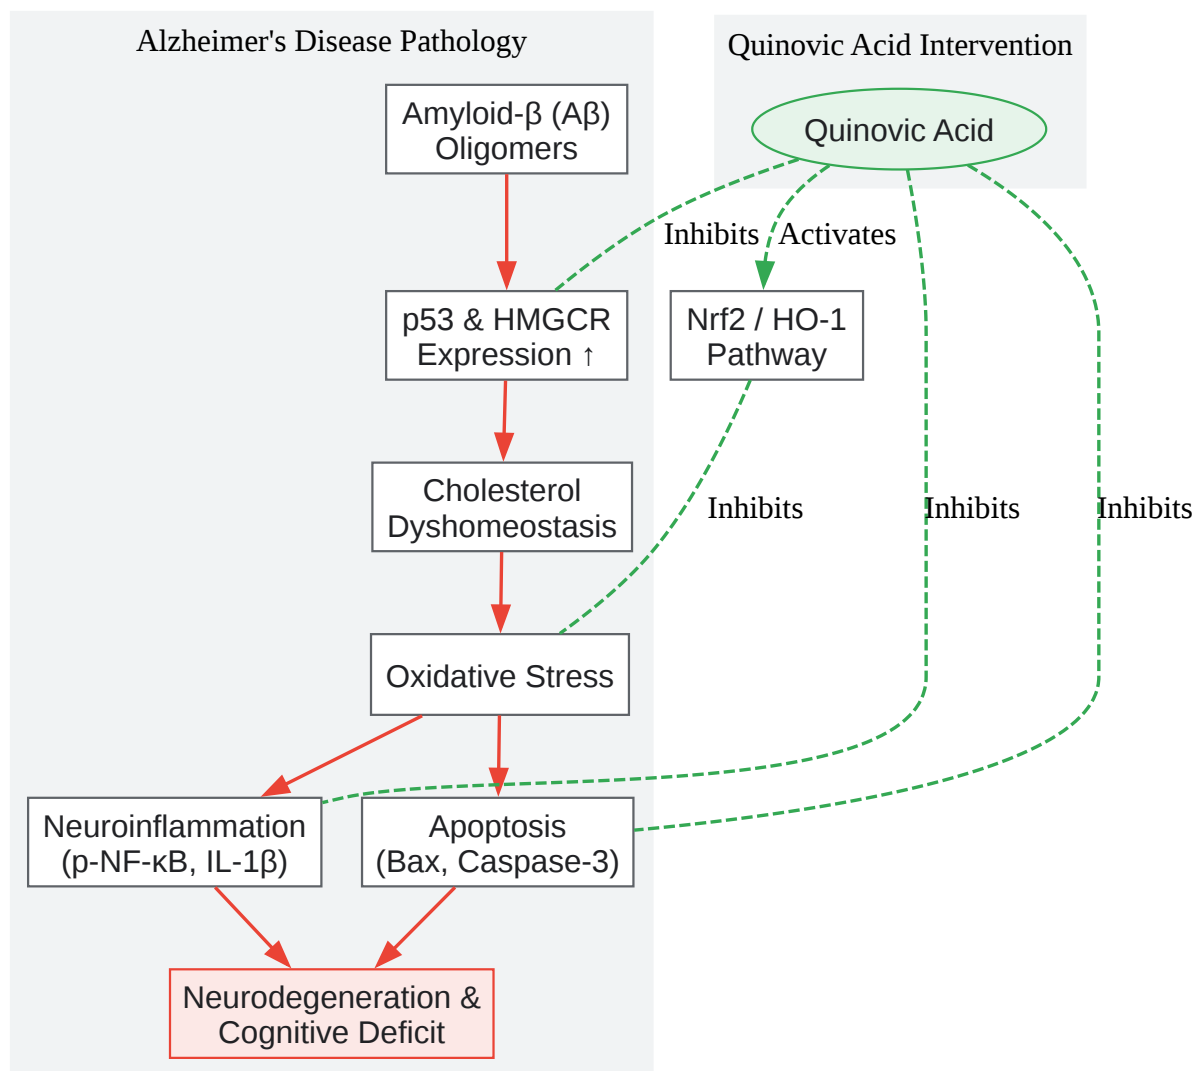 Alzheimer's Disease Pathology
Quinovic Acid Intervention
Amyloid-β (Aβ)
Oligomers
Quinovic Acid
Inhibits
Activates
p53 & HMGCR
Expression ↑
Nrf2 / HO-1
Pathway
Cholesterol
Dyshomeostasis
Inhibits
Inhibits
Inhibits
Oxidative Stress
Neuroinflammation
(p-NF-κB, IL-1β)
Apoptosis
(Bax, Caspase-3)
Neurodegeneration &
Cognitive Deficit